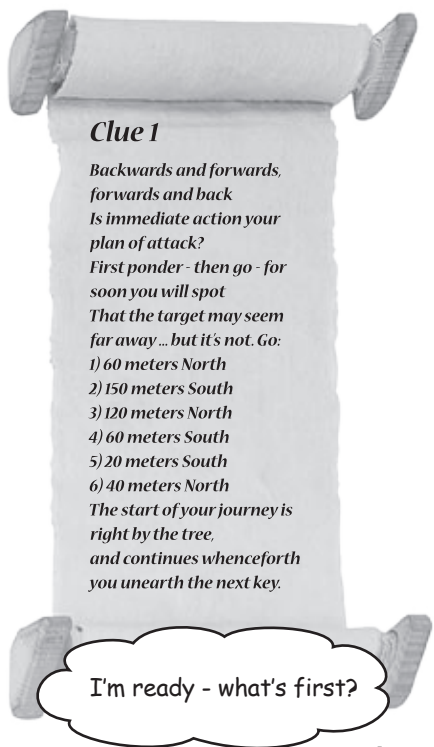 Clue 1
Backwards and forwards,
forwards and back
Is immediate action your
plan of attack?
First ponder - then go - for
soon you will spot
That the target may seem
far away ... but it's not. Go:
1) 60 meters North
2) 150 meters South
3) 120 meters North
4) 60 meters South
5) 20 meters South
6) 40 meters North
The start of your journey is
right by the tree,
and continues whenceforth
you unearth the next key.
I'm ready - what's first?